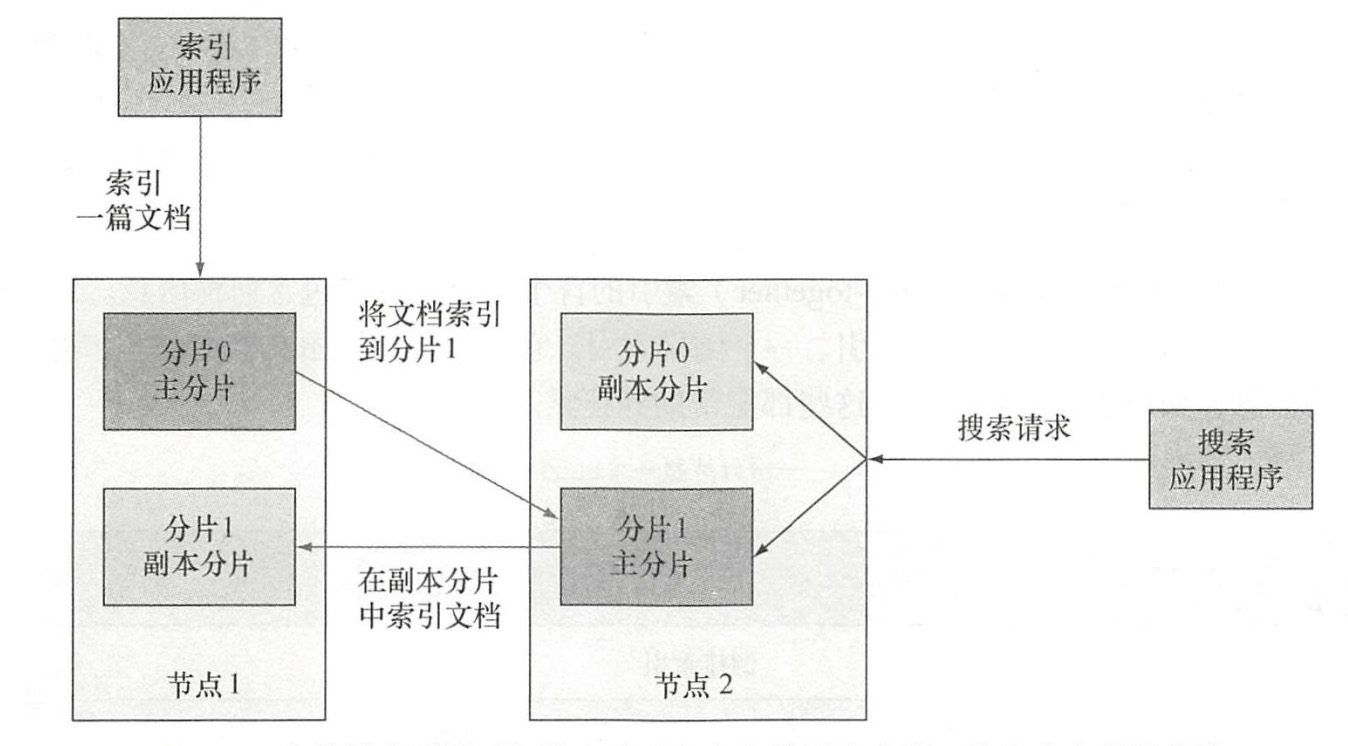 索引
应用程序
索引
一篇文档
将文档索引
到分片1
分片0
主分片
分片0
副本分片
搜索请求
搜索
应用程序
分片1
副本分片
分片1
主分片
在副本分片
中索引文档
节点1
节点2